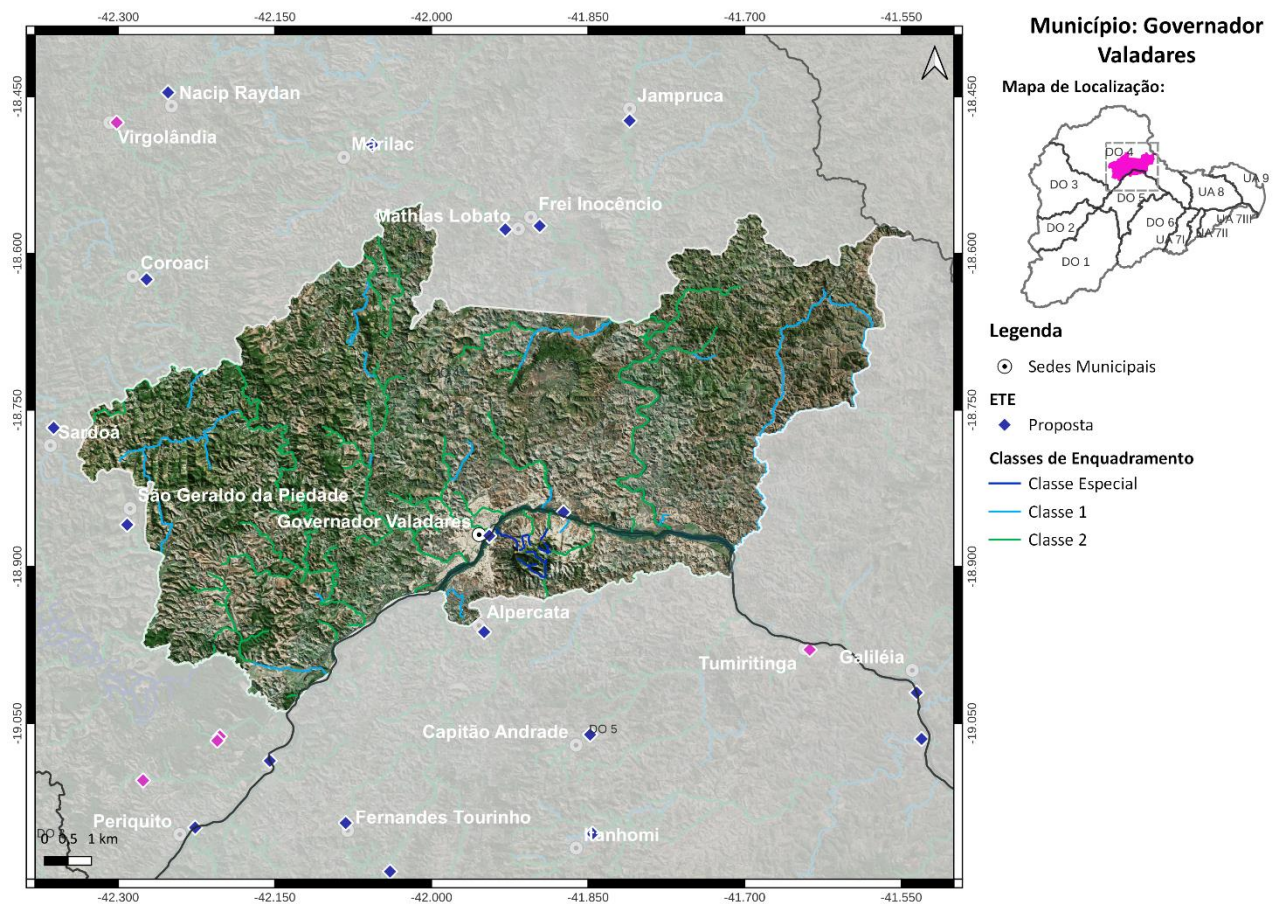 -42.300
-42.150
-42.000
-41.850
-41.700
-41.550
Município: Governador
Valadares
Mapa de Localização:
DO 4
DO 3
DO 5
UA 9
UA 8
DO 2
DO 6
UA 7III
UA 7II
UA 7I
DO 1
Legenda
Sedes Municipais
ETE
Proposta
Classes de Enquadramento
Classe Especial
Classe 1
Classe 2
-18.450
-18.600
-18.750
-18.900
-19.050
-18.450
-18.600
-18.750
-18.900
-19.050
Nacip Raydan
Jampruca
Virgolândia
Marilac
Frei Inocêncio
Mathias Lobato
Coroaci
Sardoá
São Geraldo da Piedade
Governador Valadares
Alpercata
Tumiritinga
Galiléia
Capitão Andrade
DO 5
Periquito
Fernandes Tourinho
0 0,5 1 km
-42.300
-42.150
-42.000
-41.850
-41.700
-41.550